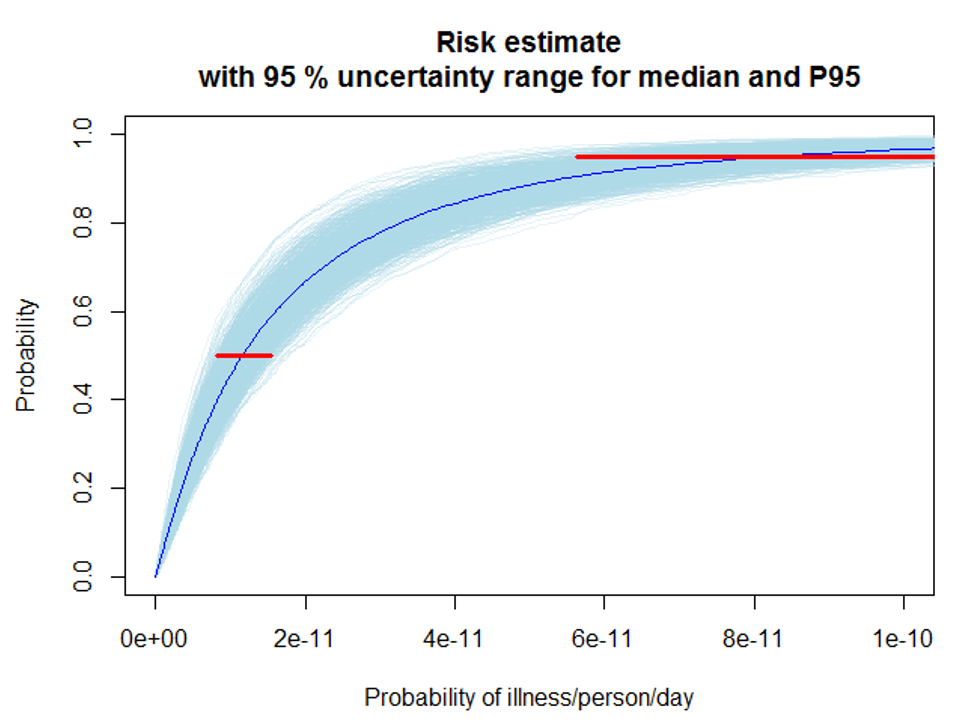 Risk estimate
with 95 % uncertainty range for median and P95
1.0
0.8
0.6
0.4
0.2
0.0
Probability
0e+00 2e-11 4e-11 6e-11 8e-11 1e-10
Probability of illness/person/day